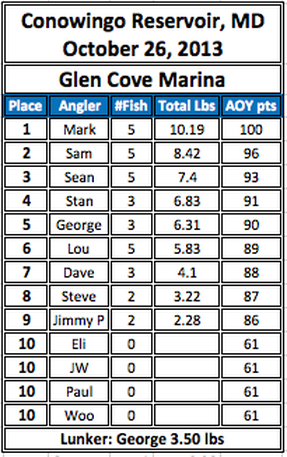 Conowingo Reservoir, MD
October 26, 2013
Glen Cove Marina
Place Angler #Fish Total Lbs AOY pts
1 Mark 5 10.19 100
2 Sam 5 8.42 96
3 Sean 5 7.4 93
4 Stan 3 6.83 91
5 George 3 6.31 90
6 Lou 5 5.83 89
7 Dave 3 4.1 88
8 Steve 2 3.22 87
9 Jimmy P 2 2.28 86
10 Eli 0 61
10 JW 0 61
10 Paul 0 61
10 Woo 0 61
Lunker: George 3.50 lbs